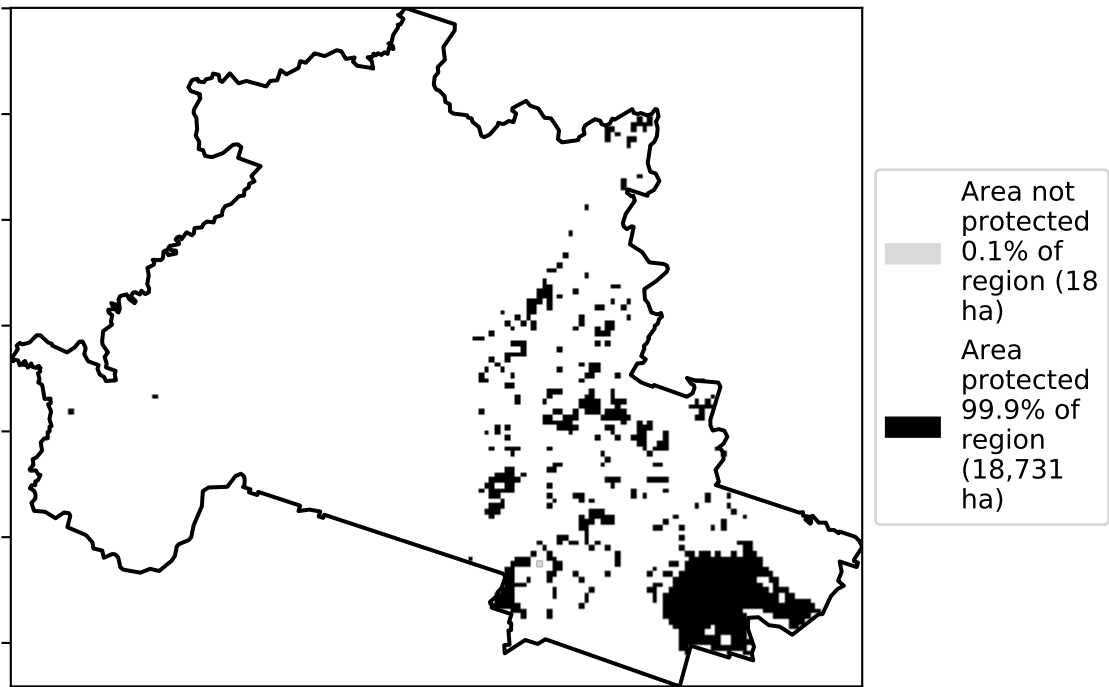 Area not
protected
0.1% of
region (18
ha)
Area
protected
99.9% of
region
(18,731
ha)